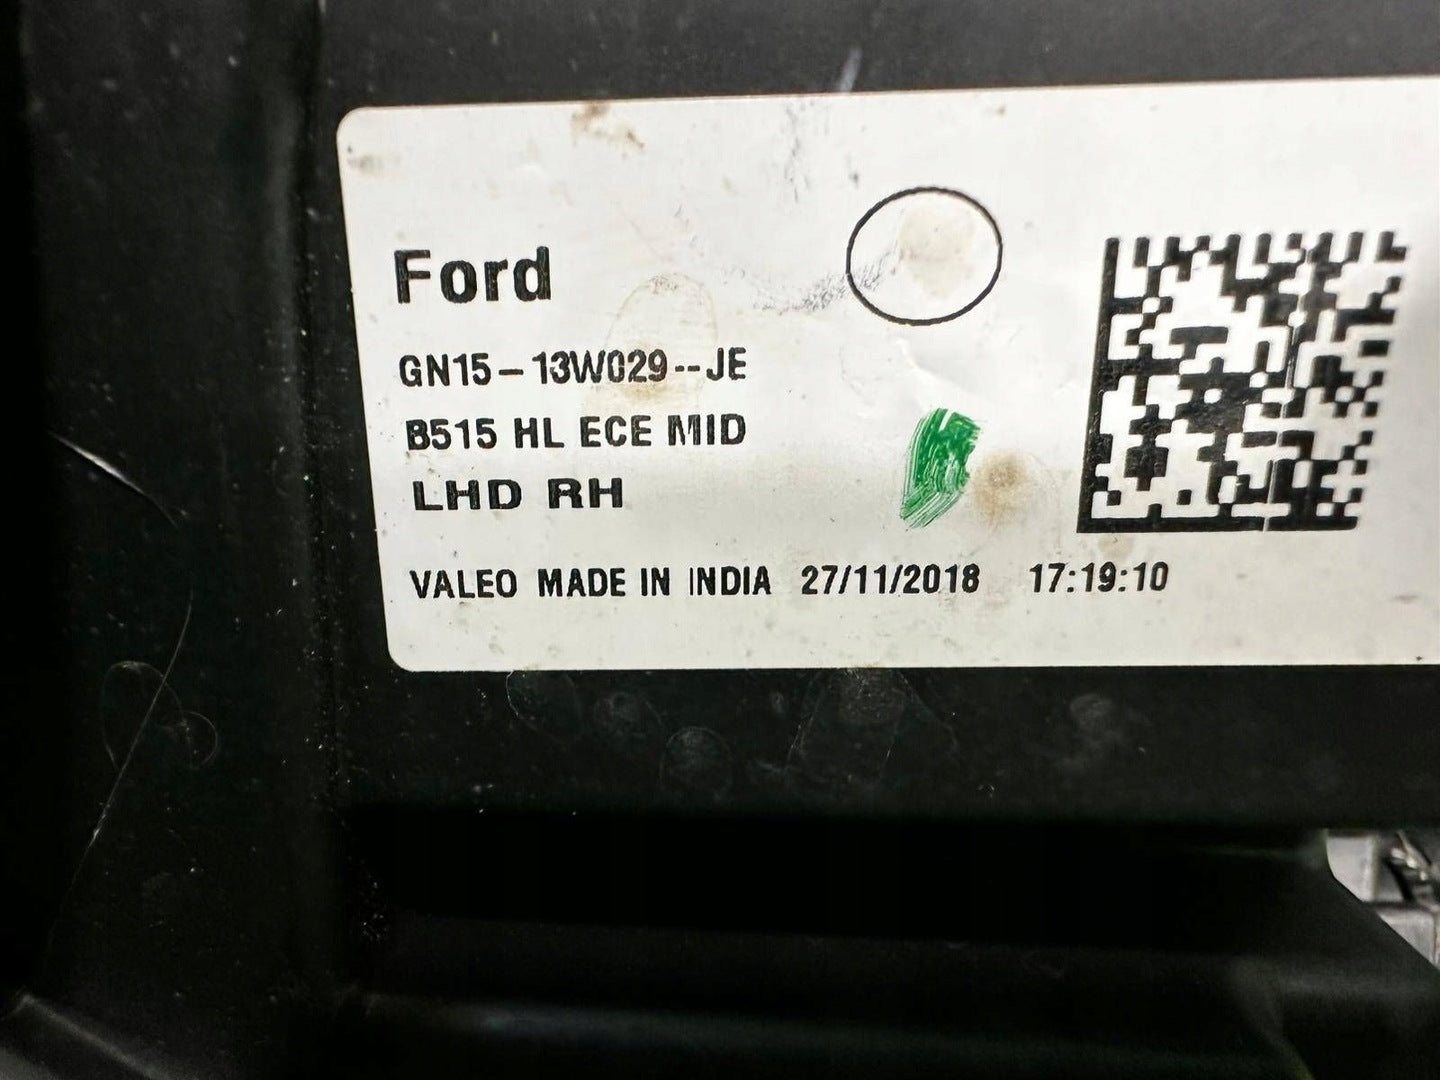 Ford
GN15-13W029--JE
B515 HL ECE MID
LHD RH
VALEO MADE IN INDIA 27/11/2018 17:19:10